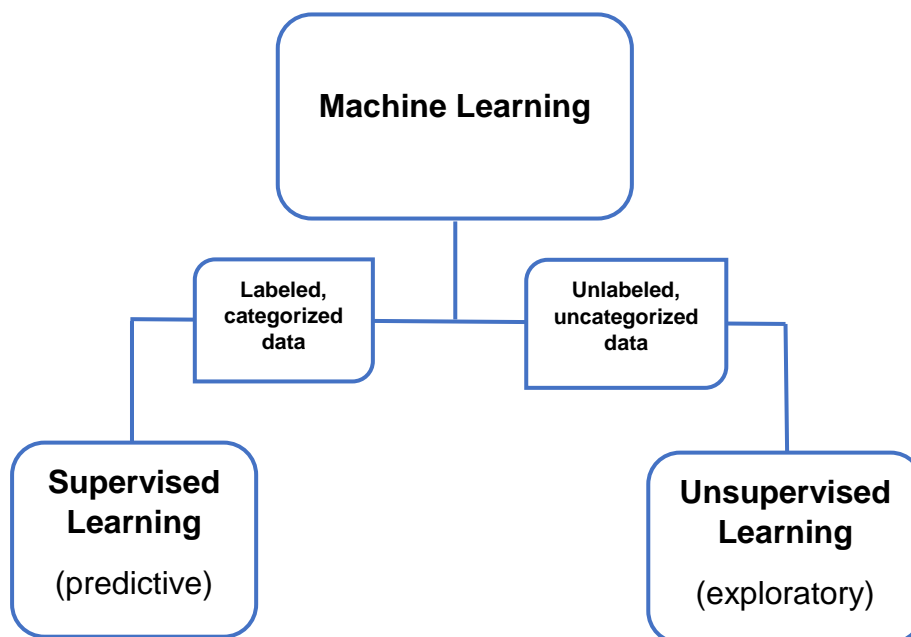 Machine Learning
Labeled,
categorized
data
Unlabeled,
uncategorized
data
Supervised
Learning
(predictive)
Unsupervised
Learning
(exploratory)